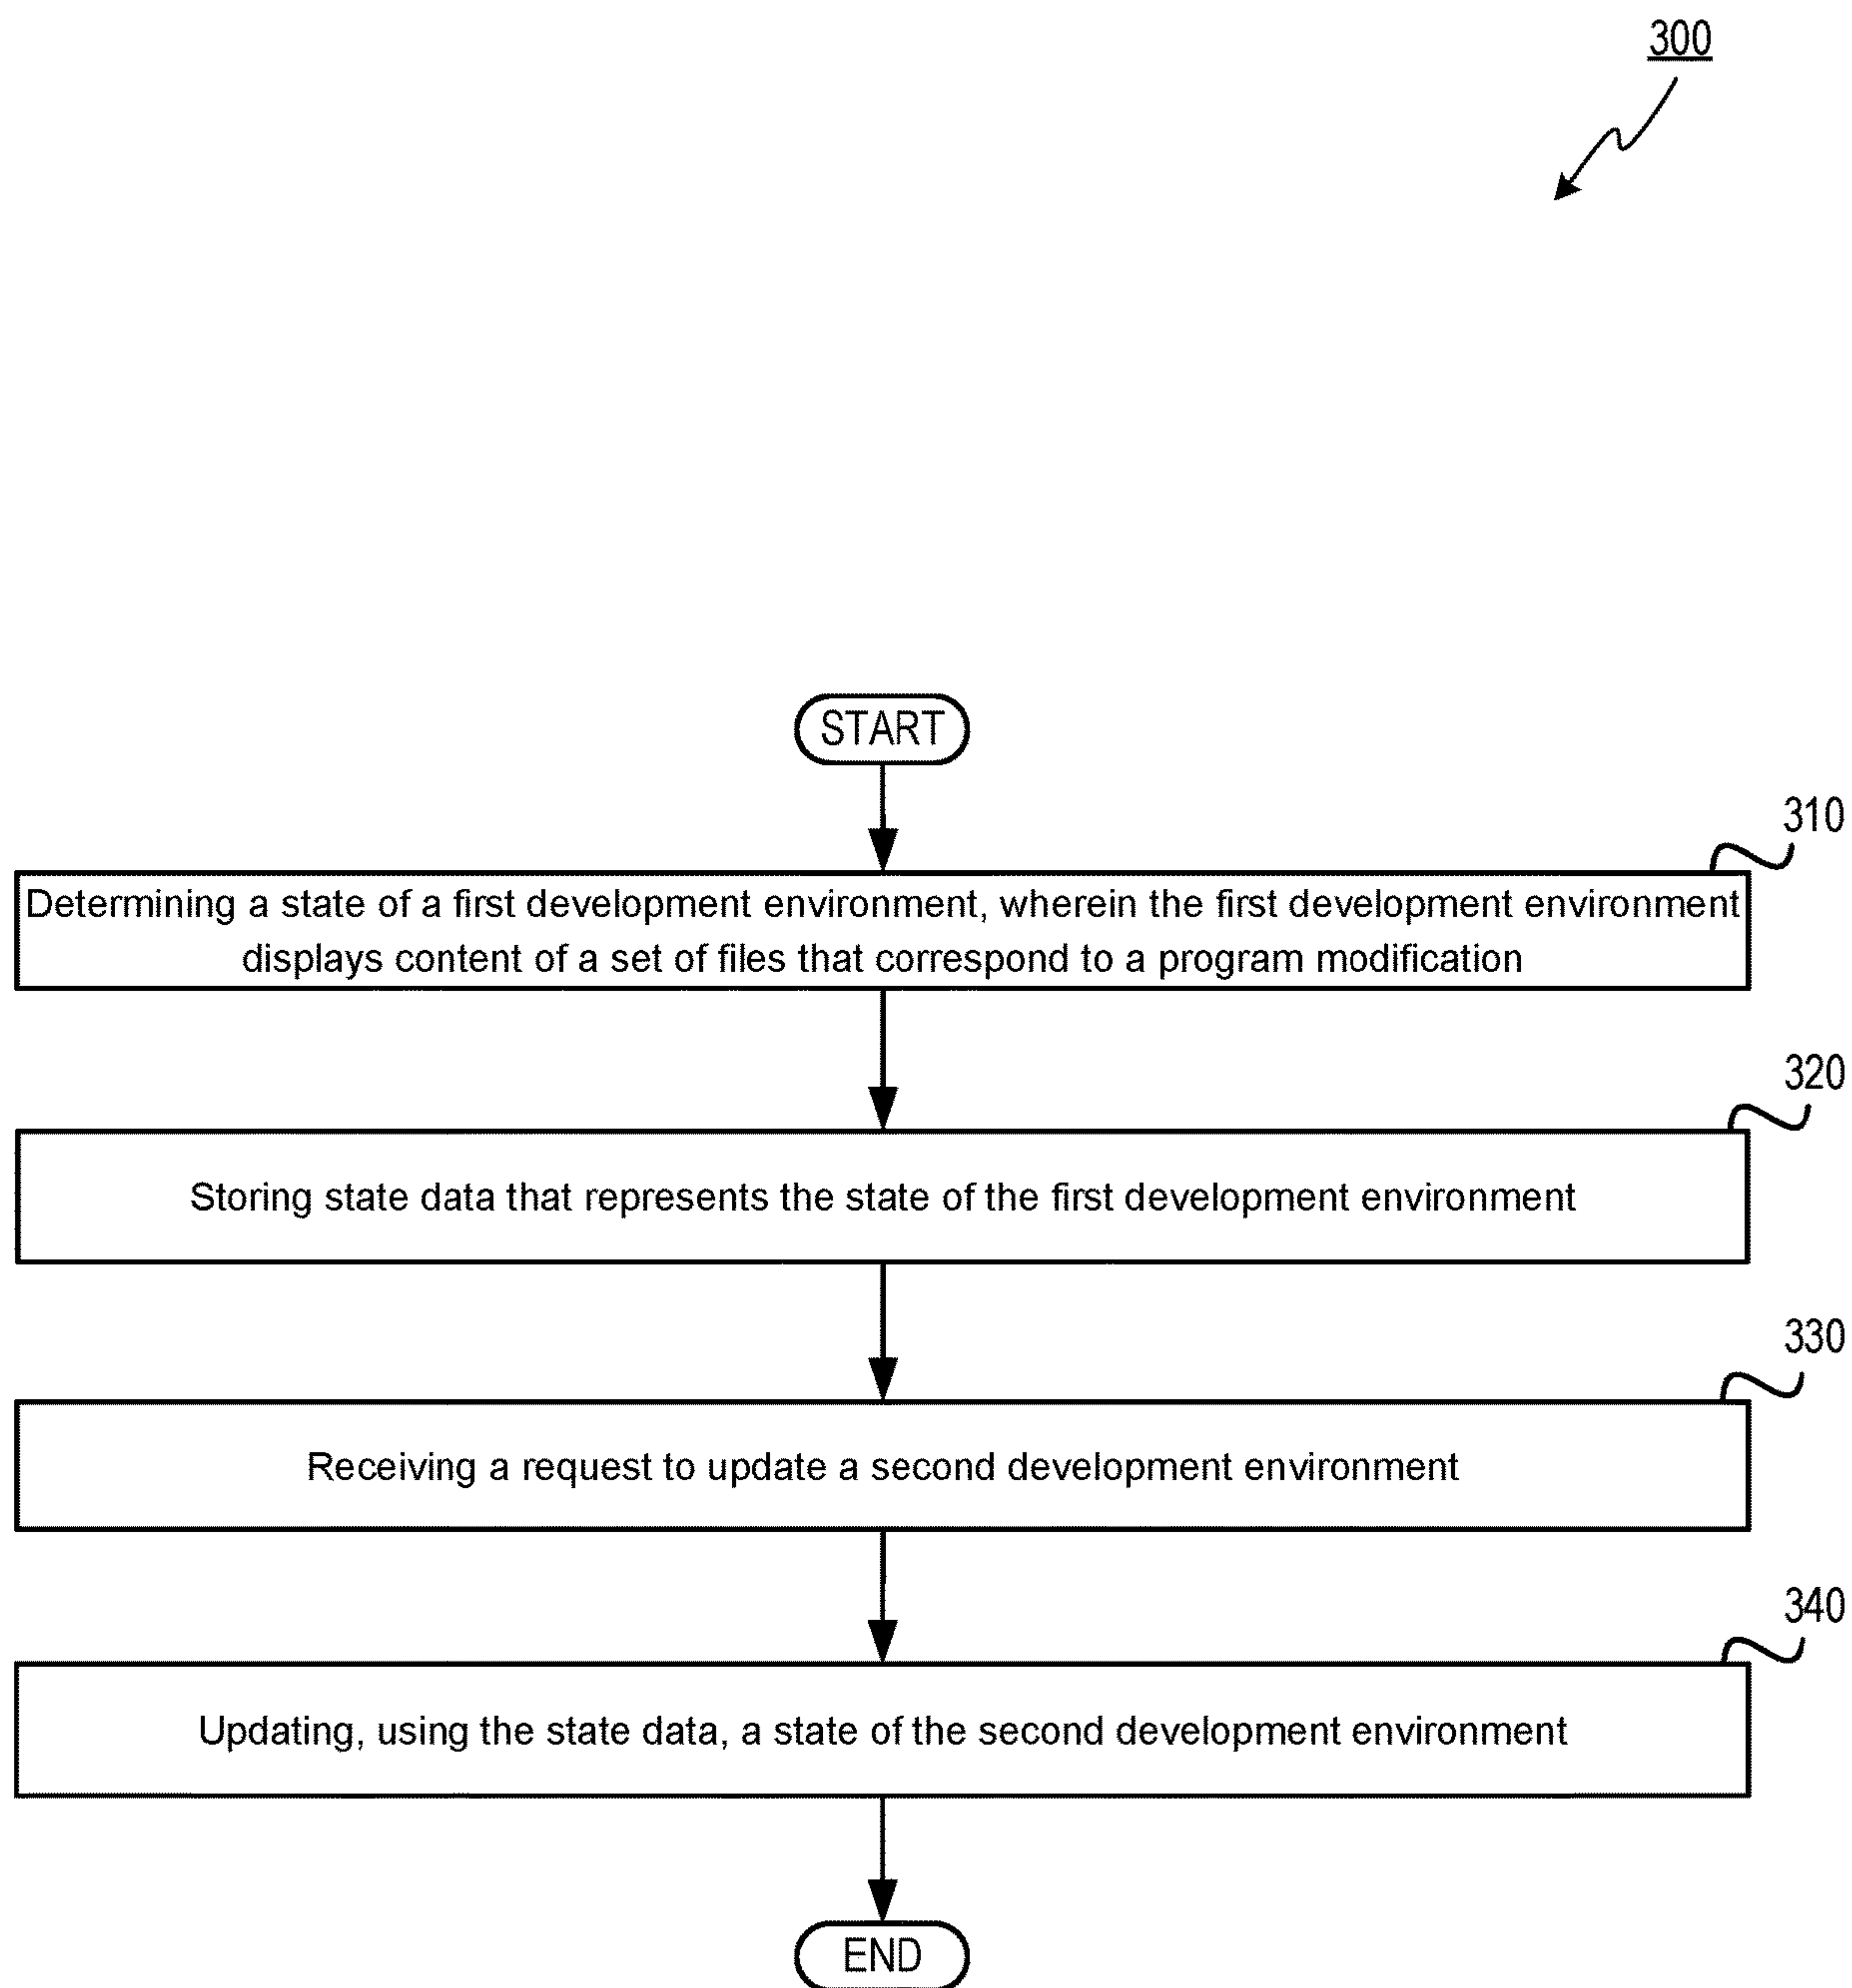 300
START
310
Determining a state of a first development environment, wherein the first development environment
displays content of a set of files that correspond to a program modification
320
Storing state data that represents the state of the first development environment
330
Receiving a request to update a second development environment
340
Updating, using the state data, a state of the second development environment
END